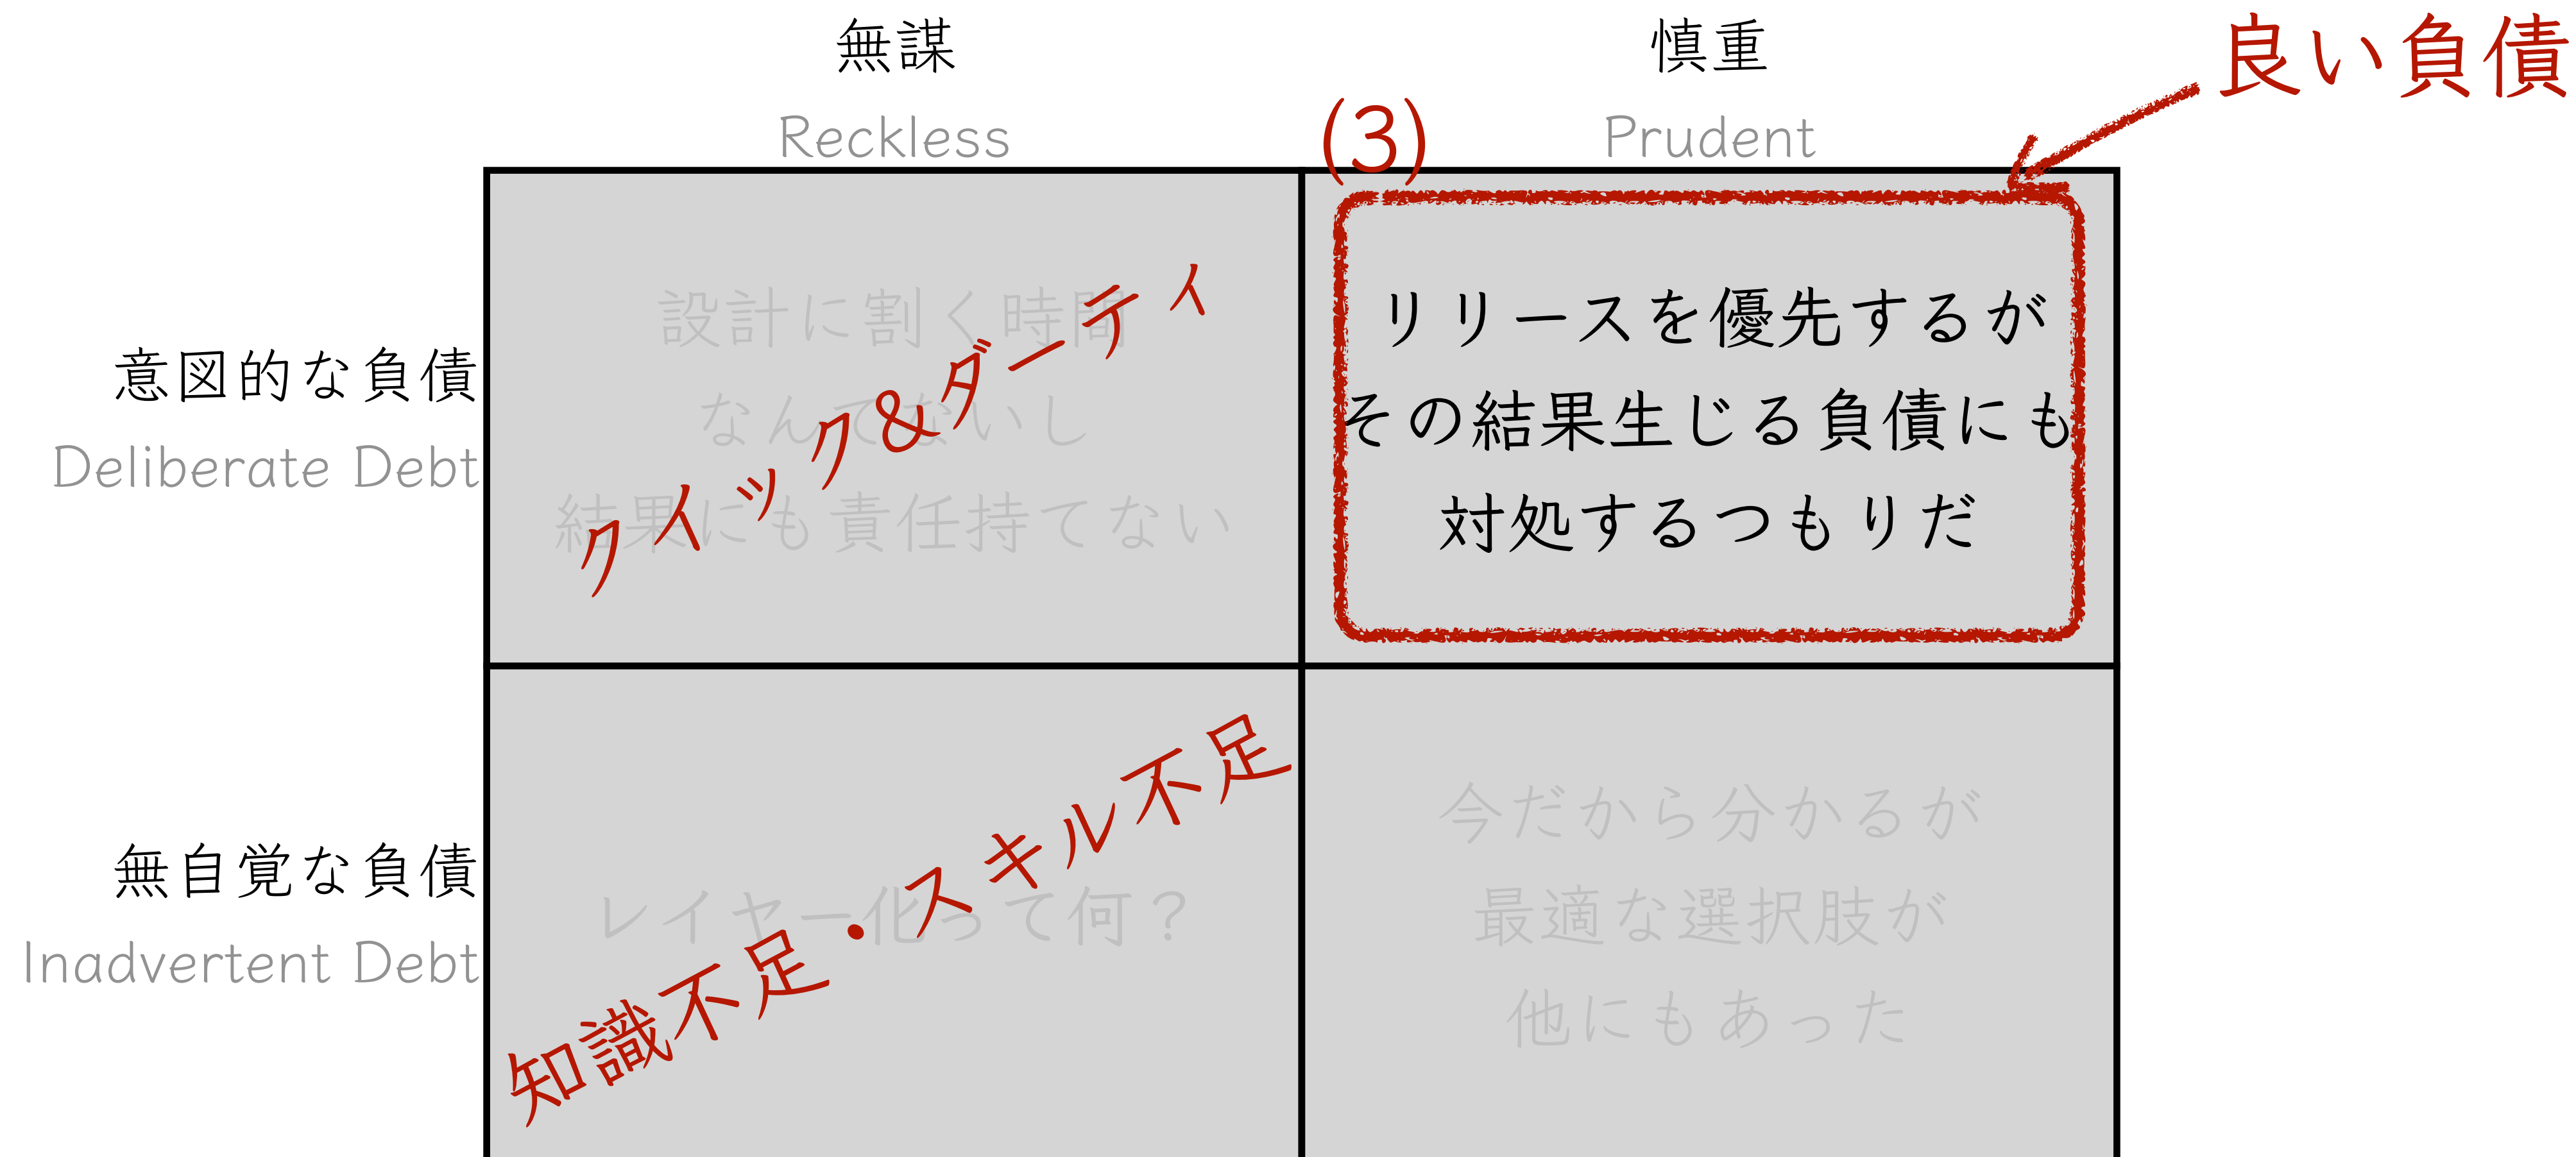 無謀
Reckless
慎重
Prudent
良い負債
(3)
意図的な負債
Deliberate Debt
設計に割く時間
なんてないし
結果にも責任持てない
クイック&ダーティ
リリースを優先するが
その結果生じる負債にも
対処するつもりだ
無自覚な負債
Inadvertent Debt
レイヤー化って何？
知識不足・スキル不足
今だから分かるが
最適な選択肢が
他にもあった